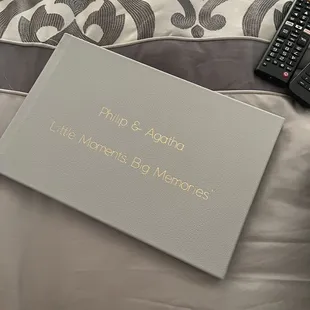 Philip & Agatha
"Little Moments, Big Memories"